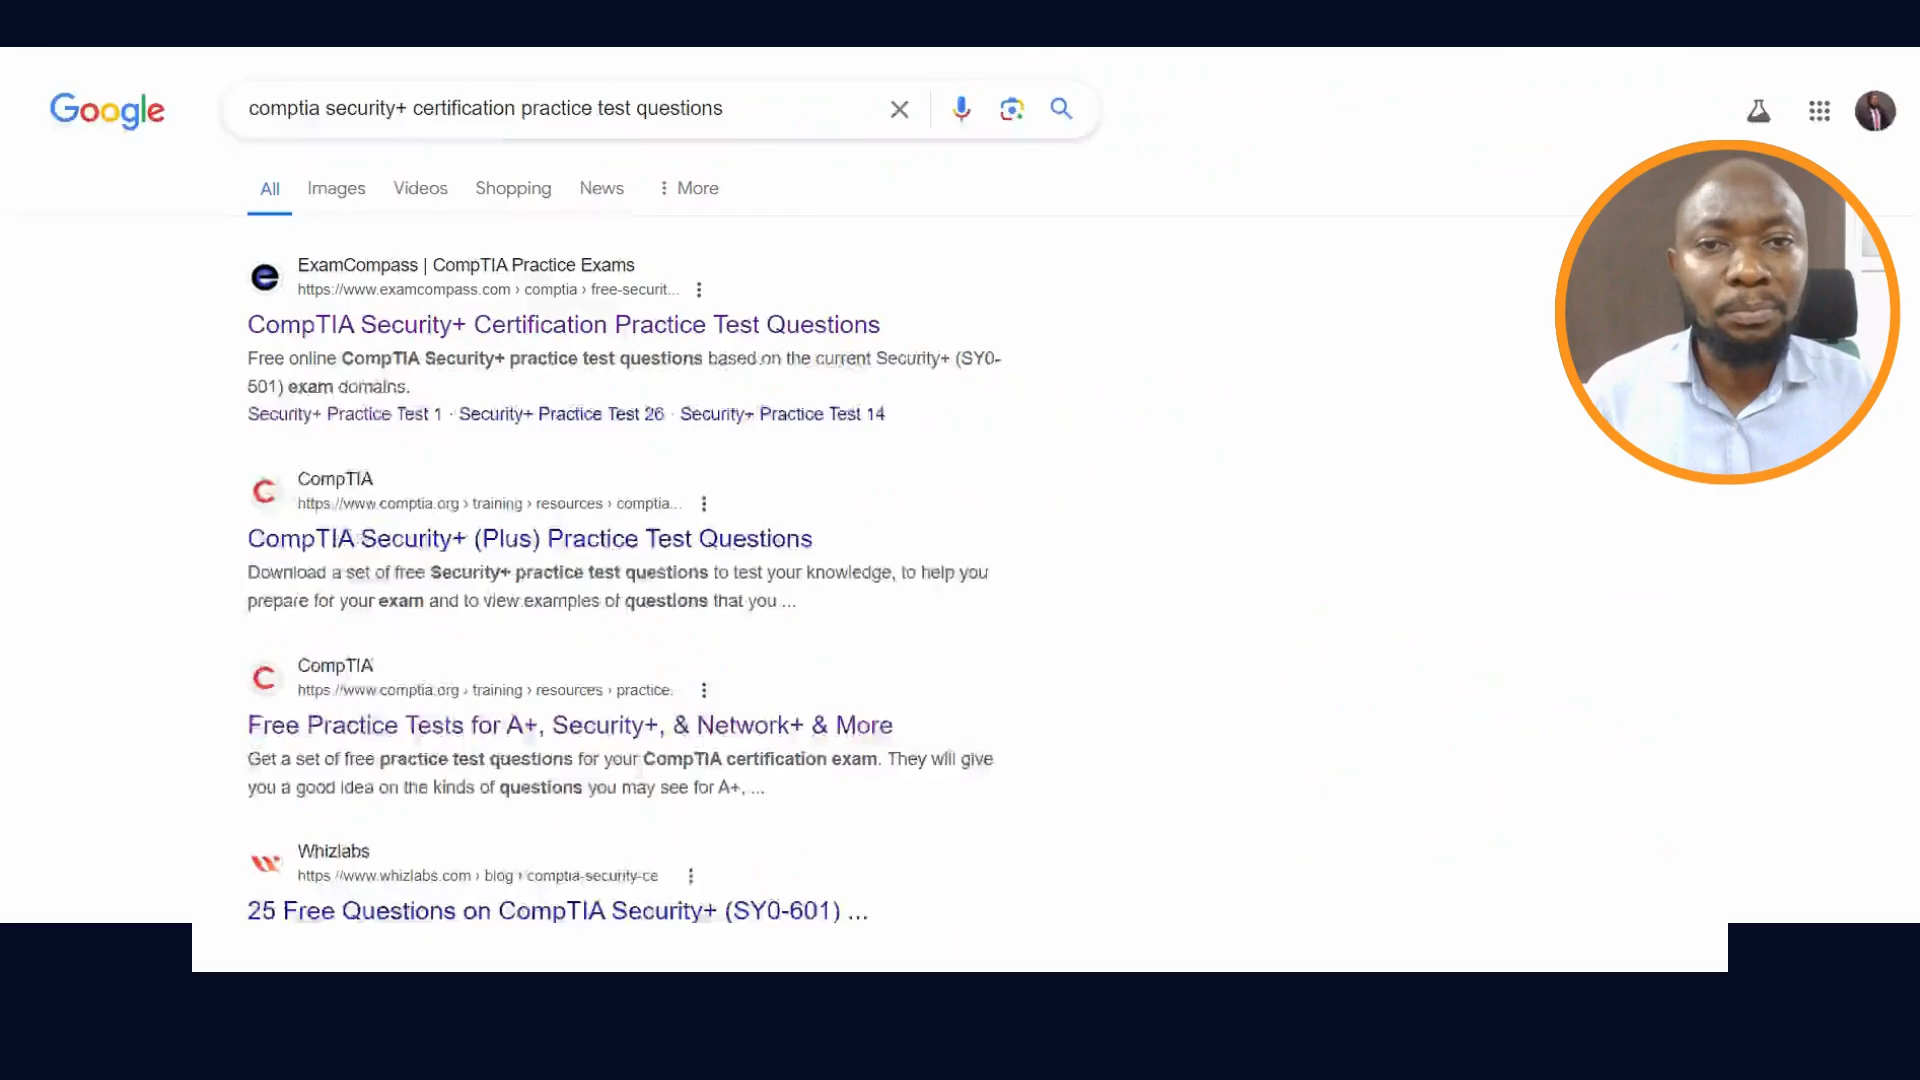 Google
comptia security+ certification practice test questions
All Images Videos Shopping News More
ExamCompass | CompTIA Practice Exams
https://www.examcompass.com › comptia › free-securit...
CompTIA Security+ Certification Practice Test Questions
Free online CompTIA Security+ practice test questions based on the current Security+ (SY0-
501) exam domains.
Security+ Practice Test 1 · Security+ Practice Test 26 · Security+ Practice Test 14
CompTIA
https://www.comptia.org › training › resources › comptia...
CompTIA Security+ (Plus) Practice Test Questions
Download a set of free Security+ practice test questions to test your knowledge, to help you
prepare for your exam and to view examples of questions that you ...
CompTIA
https://www.comptia.org › training › resources › practice.
Free Practice Tests for A+, Security+, & Network+ & More
Get a set of free practice test questions for your CompTIA certification exam. They will give
you a good idea on the kinds of questions you may see for A+, ...
Whizlabs
https://www.whizlabs.com › blog › comptia-security-ce
25 Free Questions on CompTIA Security+ (SY0-601) ...